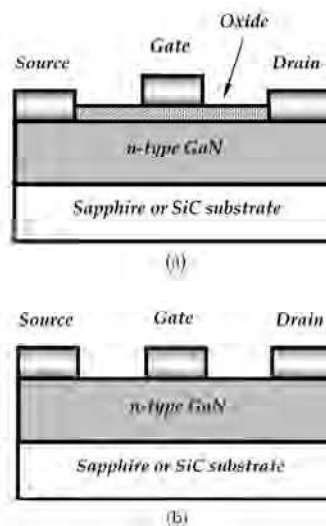 Oxide
Gate
Source Drain
n-type GaN
Sapphire or SiC substrate
(a)
Source Gate Drain
n-type GaN
Sapphire or SiC substrate
(b)